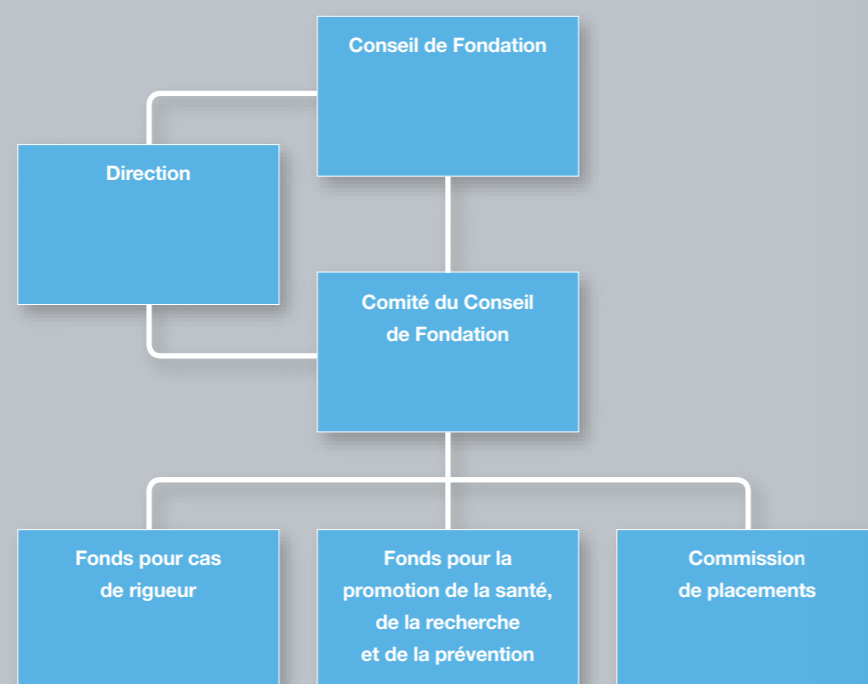 Conseil de Fondation
Direction
Comité du Conseil
de Fondation
Fonds pour cas
de rigueur
Fonds pour la
promotion de la santé,
de la recherche
et de la prévention
Commission
de placements